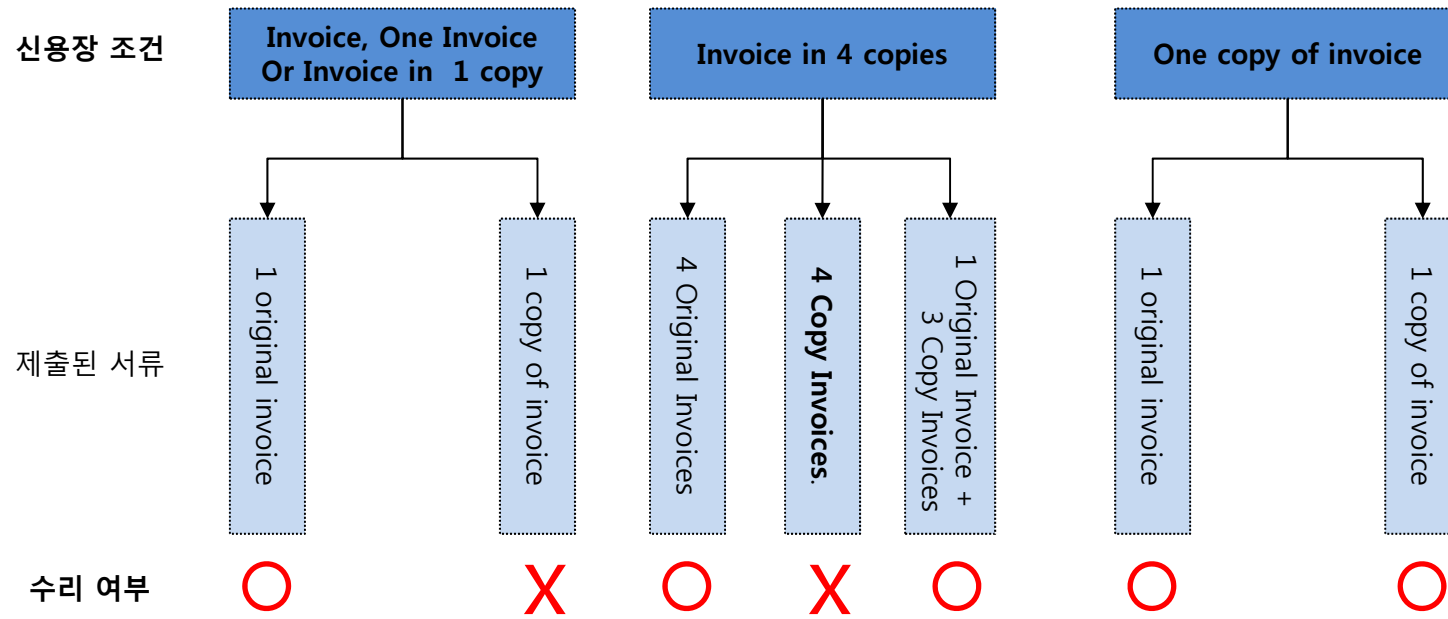 신용장 조건
Invoice, One Invoice
Or Invoice in 1 copy
Invoice in 4 copies
One copy of invoice
제출된 서류
1 original invoice
1 copy of invoice
4 Original Invoices
4 Copy Invoices.
1 Original Invoice +
3 Copy Invoices
1 original invoice
1 copy of invoice
수리 여부
O X O X O O O